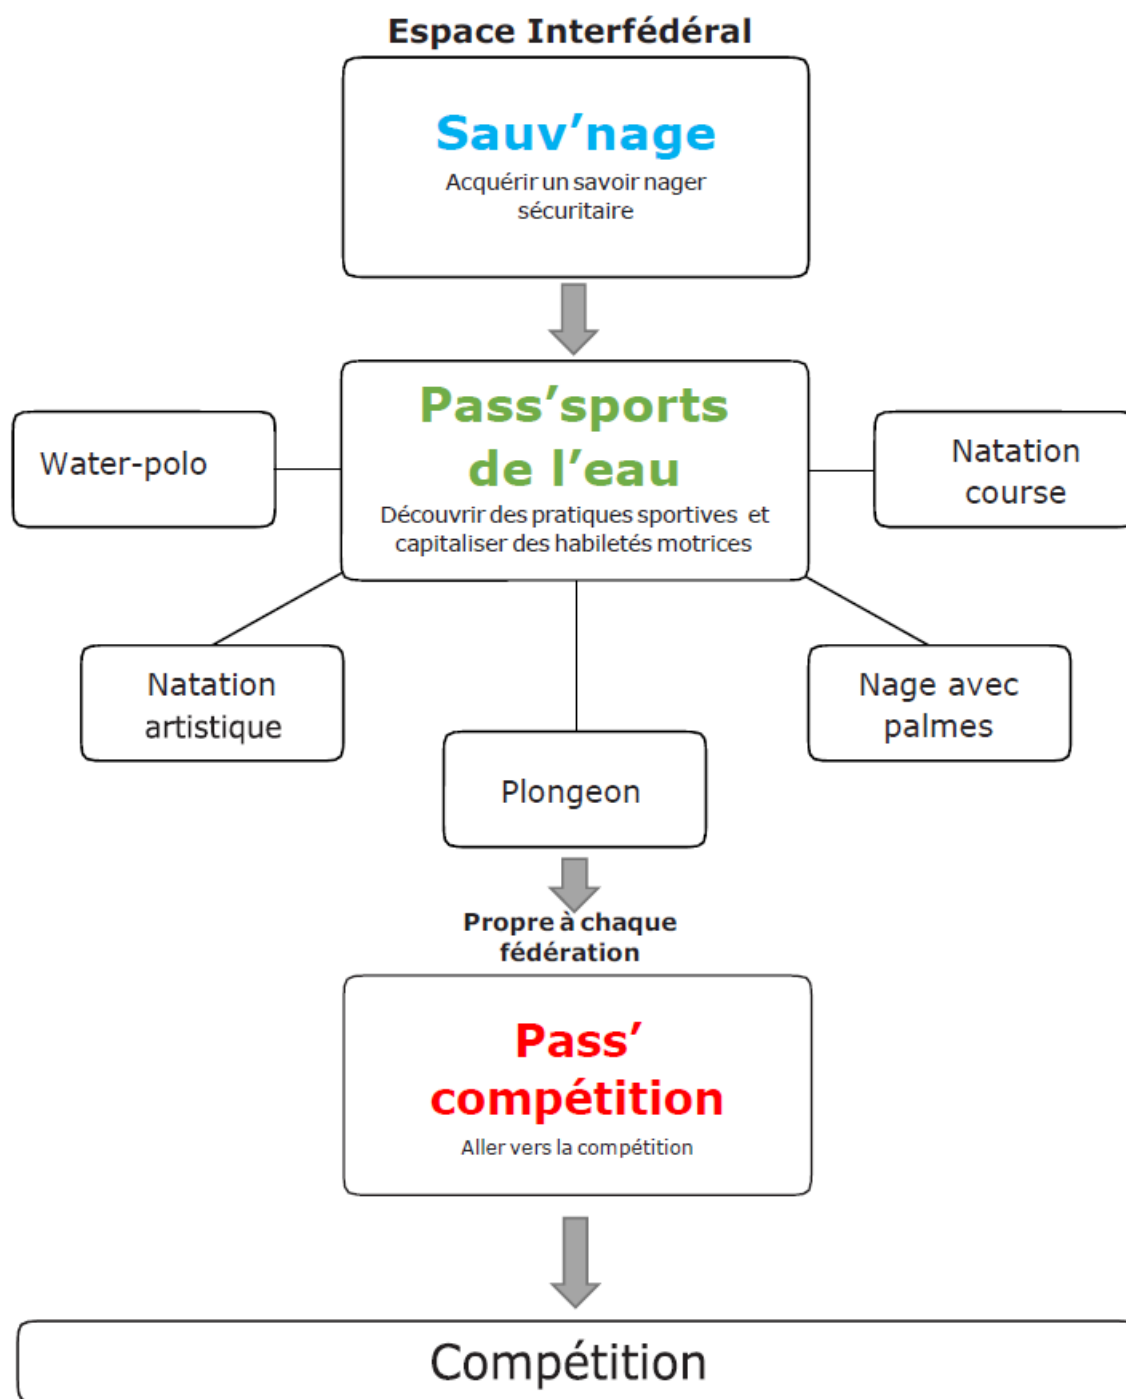 Espace Interfédéral
Sauv’nage
Acquérir un savoir nager
sécuritaire
Pass’sports
de l’eau
Découvrir des pratiques sportives et
capitaliser des habiletés motrices
Water-polo
Natation
course
Natation
artistique
Nage avec
palmes
Plongeon
Propre à chaque
fédération
Pass’
compétition
Aller vers la compétition
Compétition